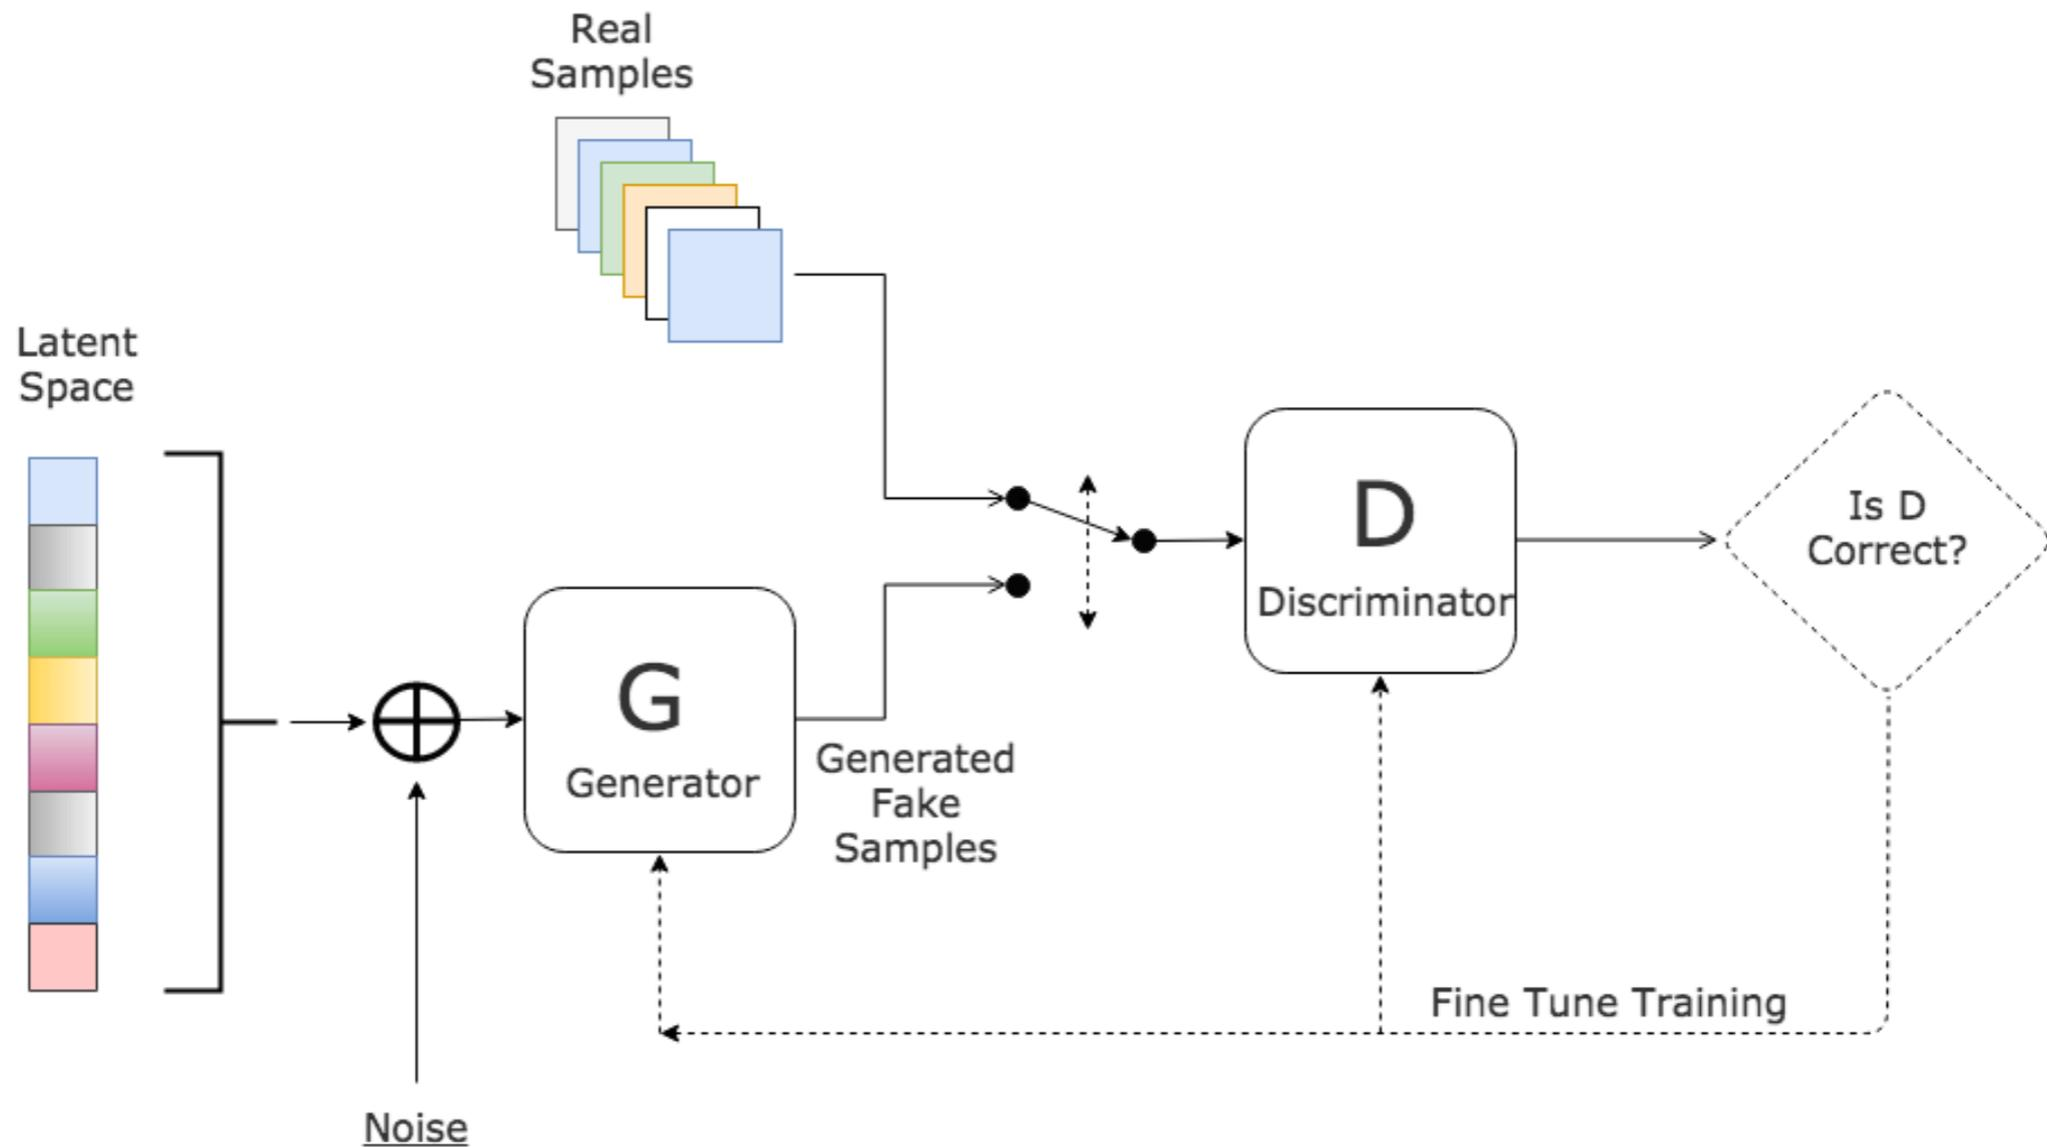 Real
Samples
Latent
Space
D
Discriminator
Is D
Correct?
G
Generator
Generated
Fake
Samples
Fine Tune Training
Noise